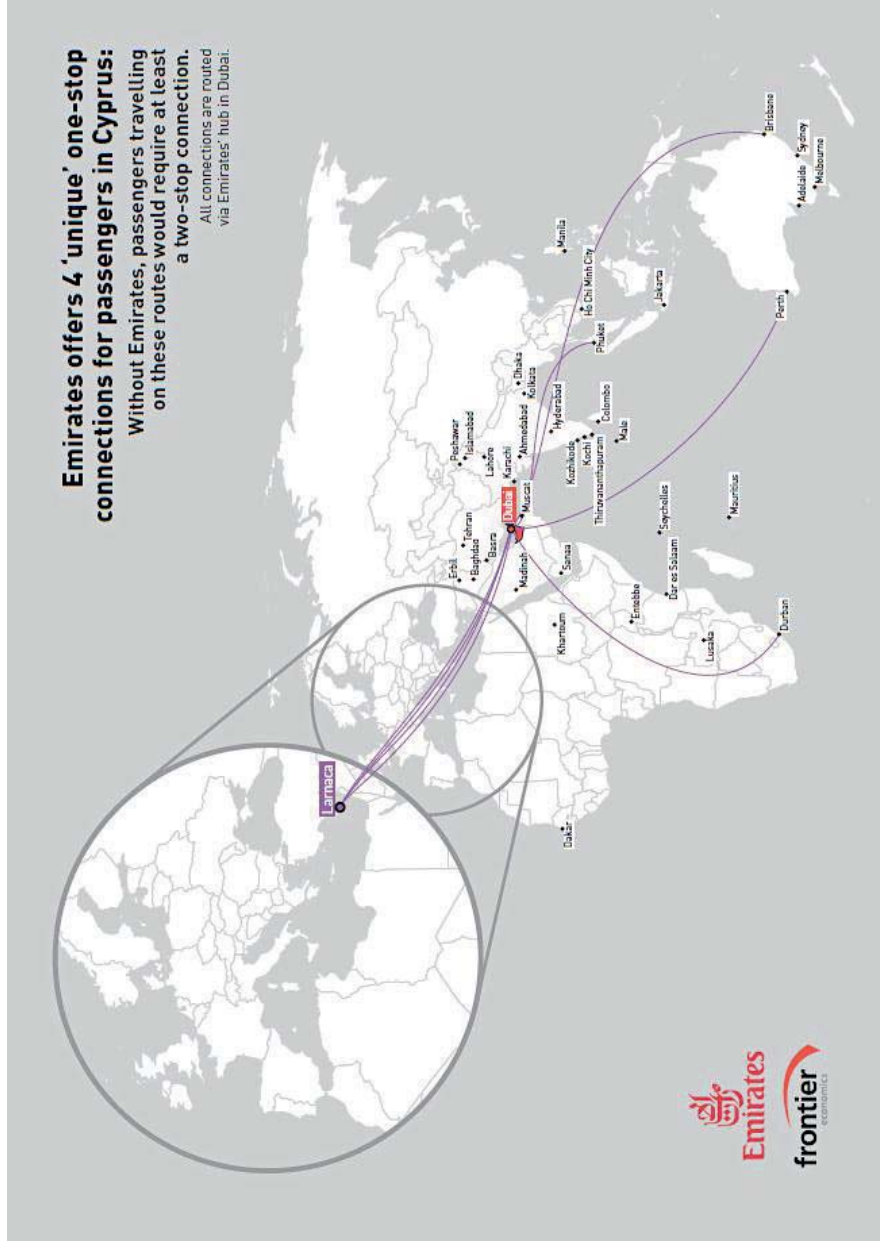 Emirates offers 4 ‘unique’ one-stop
connections for passengers in Cyprus:
Without Emirates, passengers travelling
on these routes would require at least
a two-stop connection.
All connections are routed
via Emirates’ hub in Dubai.
Larnaca
Erbil
Tehran
Baghdad
Basra
Peshawar
Islamabad
Lahore
Karachi
Dubai
Muscat
Madinah
Ahmedabad
Dhaka
Kolkata
Hyderabad
Kozhikode
Kochi
Thiruvananthapuram
Colombo
Male
Manila
Ho Chi Minh City
Phuket
Jakarta
Dakar
Khartoum
Sanaa
Entebbe
Dar es Salaam
Seychelles
Mauritius
Lusaka
Durban
Perth
Brisbane
Sydney
Adelaide
Melbourne
الإمارات
Emirates
frontier
economics